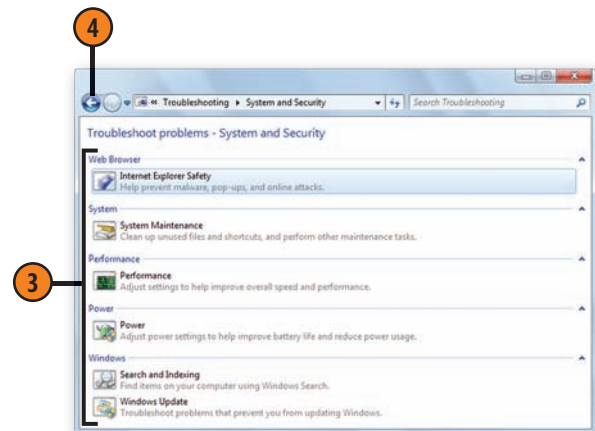 4
« Troubleshooting ▸ System and Security
Search Troubleshooting
Troubleshoot problems - System and Security
Web Browser
Internet Explorer Safety
Help prevent malware, pop-ups, and online attacks.
System
System Maintenance
Clean up unused files and shortcuts, and perform other maintenance tasks.
Performance
Performance
Adjust settings to help improve overall speed and performance.
3
Power
Power
Adjust power settings to help improve battery life and reduce power usage.
Windows
Search and Indexing
Find items on your computer using Windows Search.
Windows Update
Troubleshoot problems that prevent you from updating Windows.